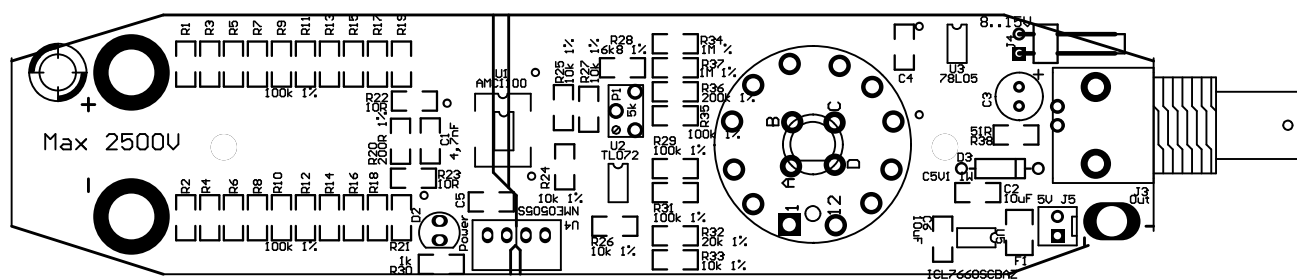 R1 R3 R5 R7 R9 R11 R13 R15 R17 R19
100k 1%
+
Max 2500V
-
R2 R4 R6 R8 R10 R12 R14 R16 R18
100k 1%
R21
R22
10R
R20
200R 1%
C1
4,7nF
R23
10R
D2
Power
1k
R30
C5
U1
AMC1100
U4
NME0505S
R25
10k 1%
R27
10k 1%
R28
6k8 1%
P1
5k
U2
TL072
R24
10k 1%
R26
10k 1%
R34
1M %
R37
1M 1%
R36
200k 1%
R35
100k 1%
R29
100k 1%
R31
100k 1%
R32
20k 1%
R33
10k 1%
B
C
A
D
1
12
C4
U3
78L05
8..15V
J4
+
C3
51R
R38
D3
C5V1
1W
C2
10uF
10uF
U5
ICL7660SCBAZ
F1
5V
J5
J3
Out